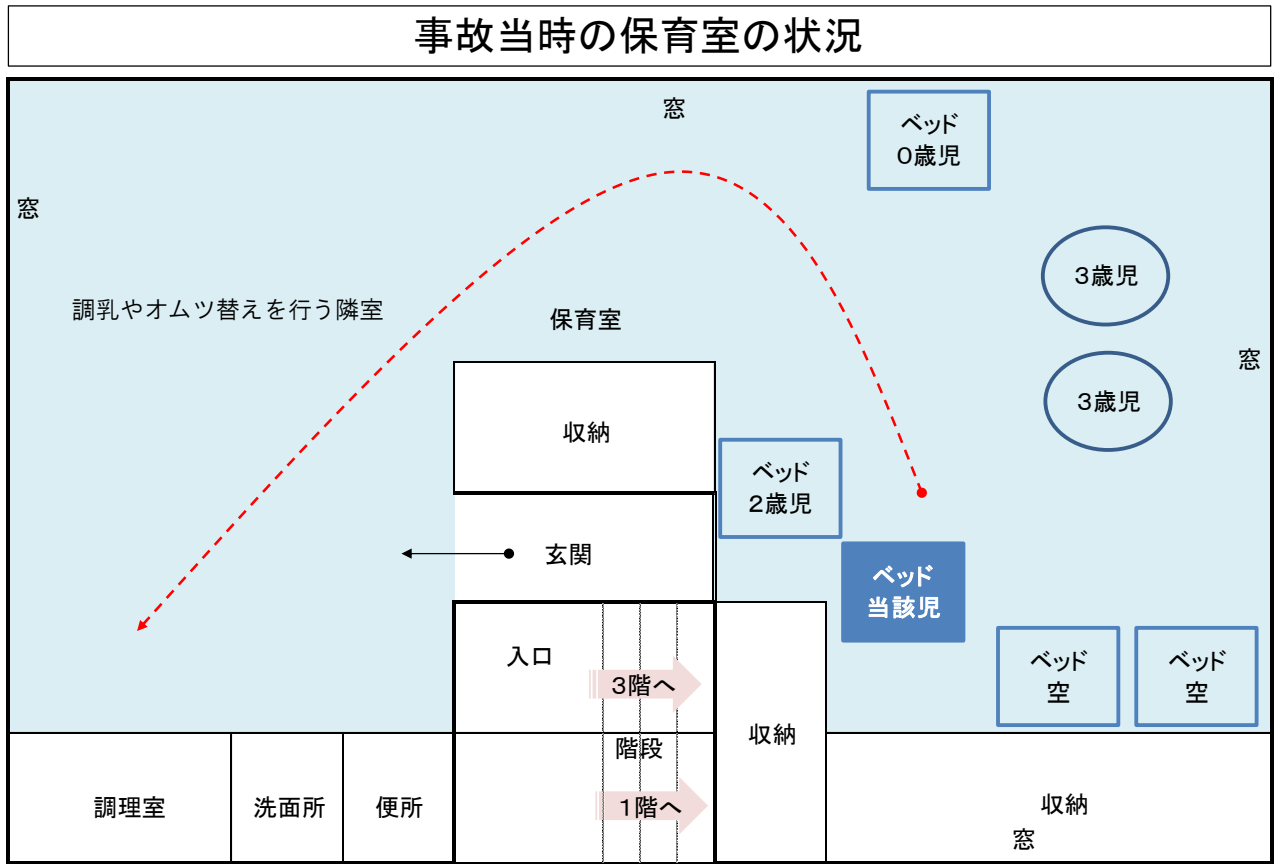 事故当時の保育室の状況
窓
ベッド
０歳児
窓
３歳児
調乳やオムツ替えを行う隣室
保育室
窓
３歳児
収納
ベッド
２歳児
玄関
ベッド
当該児
入口
３階へ
ベッド
空
ベッド
空
収納
階段
調理室
洗面所
便所
１階へ
収納
窓